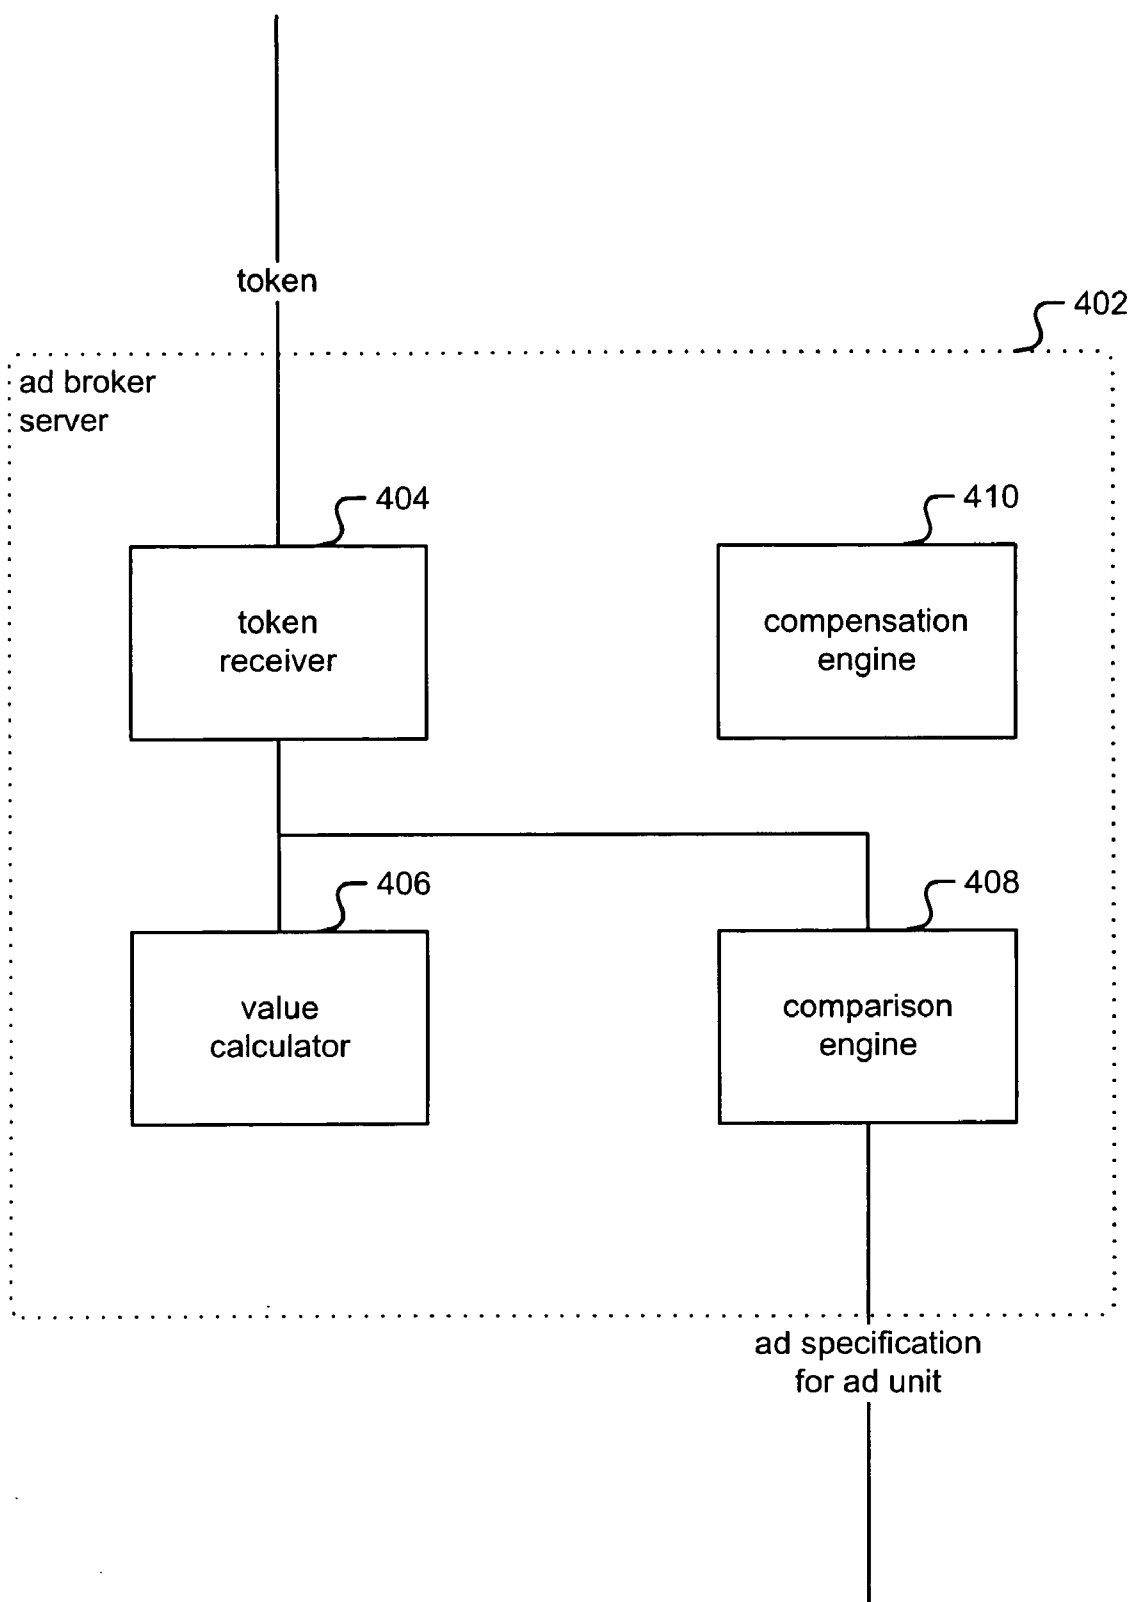 token
402
ad broker
server
404
410
token
receiver
compensation
engine
406
408
value
calculator
comparison
engine
ad specification
for ad unit